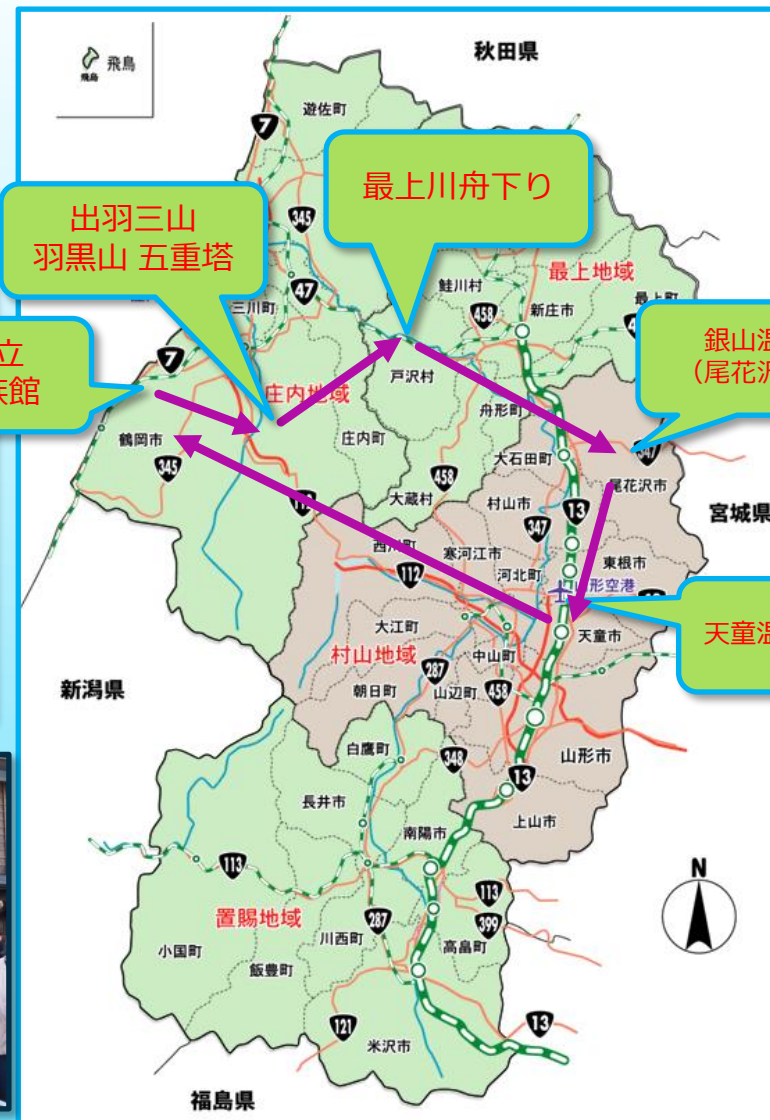 秋田県
飛鳥
飛島
遊佐町
7
最上川舟下り
出羽三山
羽黒山 五重塔
345
最上地域
鮭川村
新庄市
最上町
三川町
47
458
立
族館
7
戸沢村
銀山温
(尾花沢
庄内地域
舟形町
鶴岡市
庄内町
大石田町
347
345
458
尾花沢市
大蔵村
村山市
13
宮城県
347
西川町
寒河江市
東根市
河北町
山形空港
112
大江町
天童市
天童温
村山地域
中山町
287
新潟県
朝日町
山辺町
458
白鷹町
山形市
348
13
長井市
上山市
南陽市
N
113
113
置賜地域
287
399
川西町
高畠町
小国町
飯豊町
121
13
米沢市
福島県